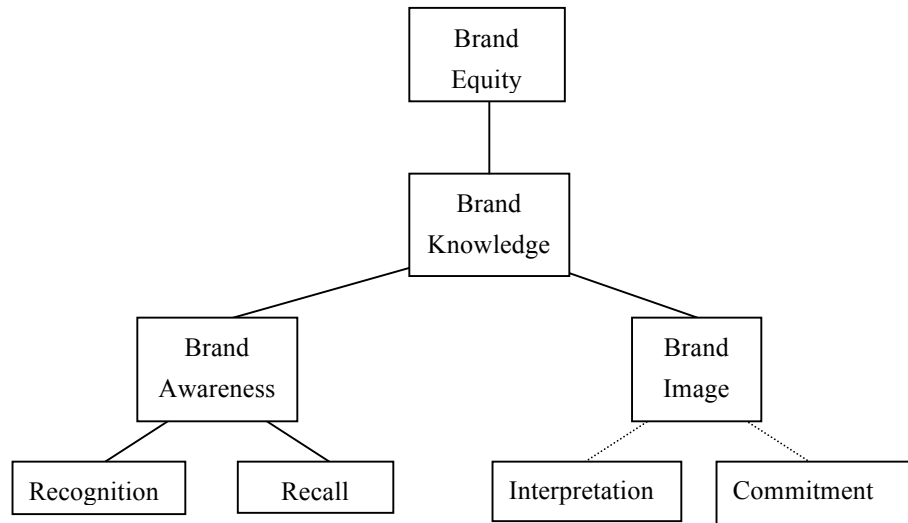 Brand
Equity
Brand
Knowledge
Brand
Awareness
Brand
Image
Recognition
Recall
Interpretation
Commitment